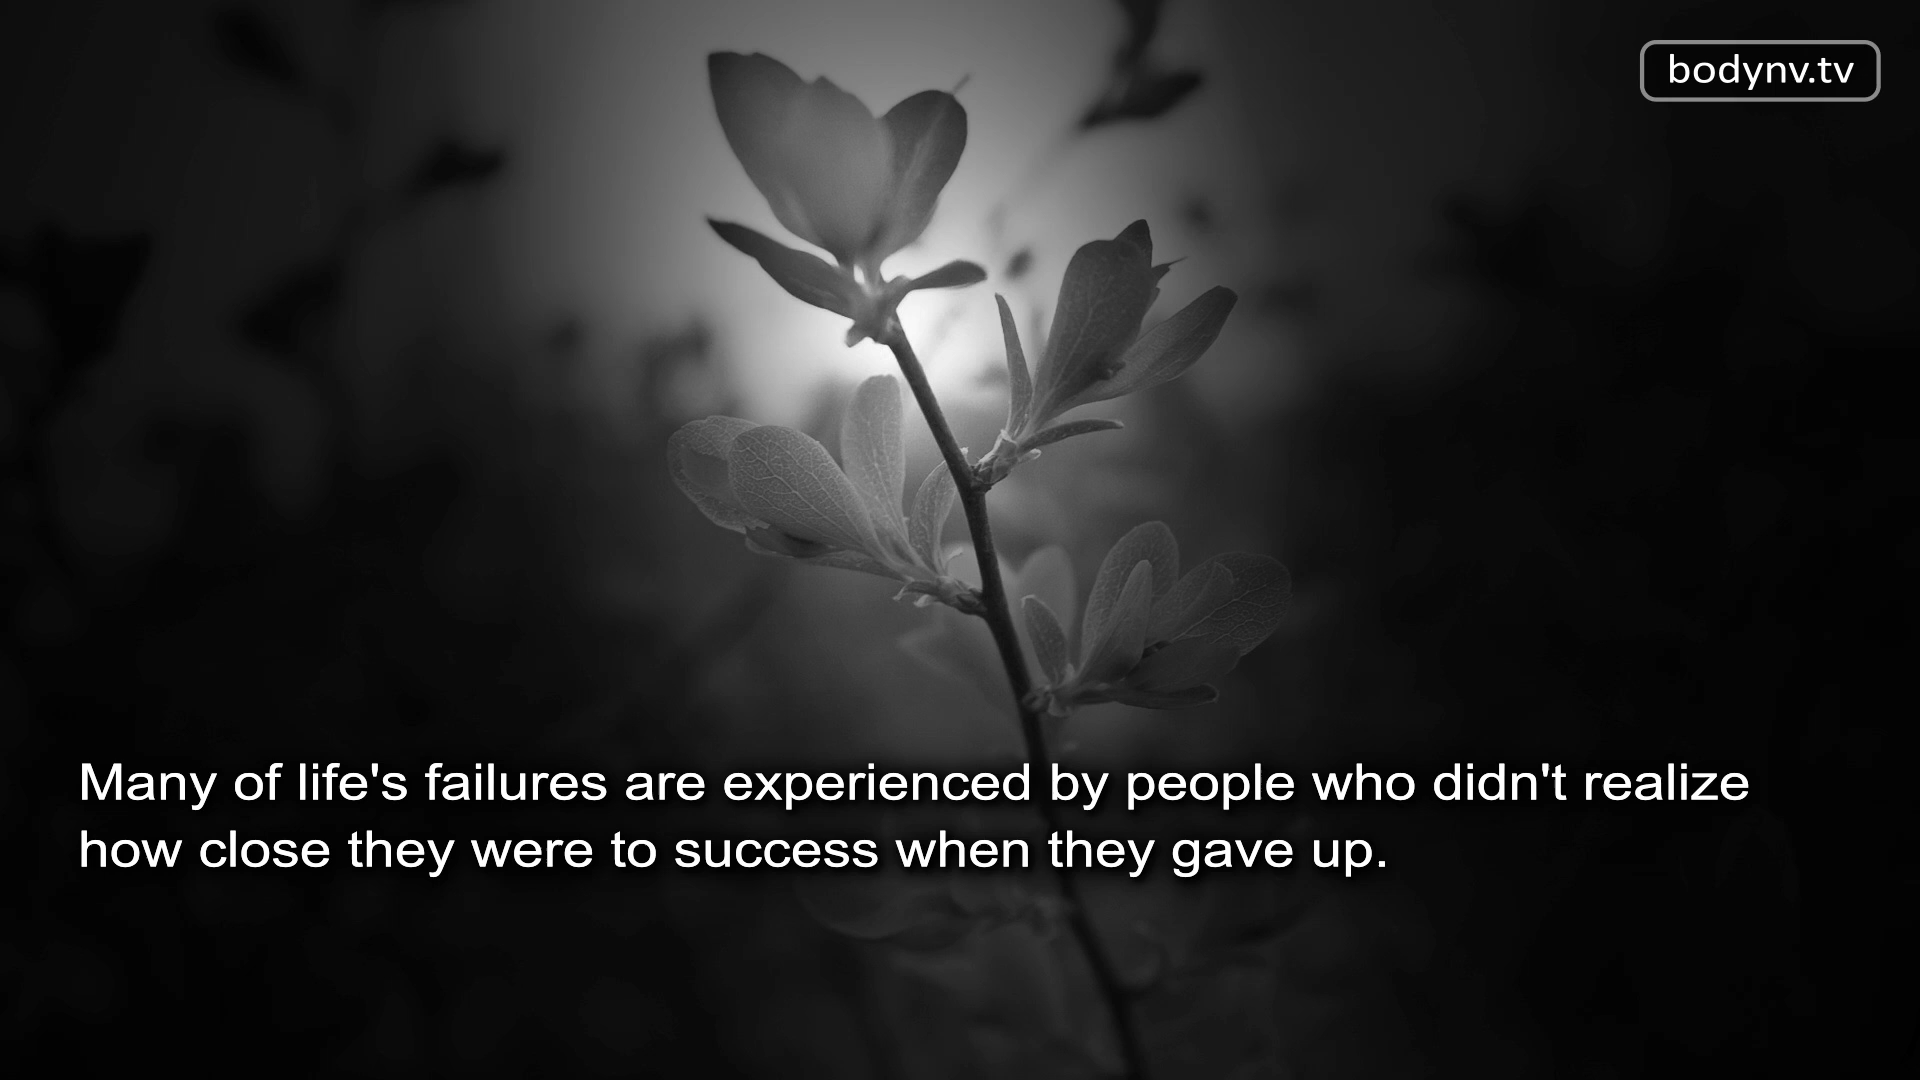 bodynv.tv
Many of life's failures are experienced by people who didn't realize
how close they were to success when they gave up.